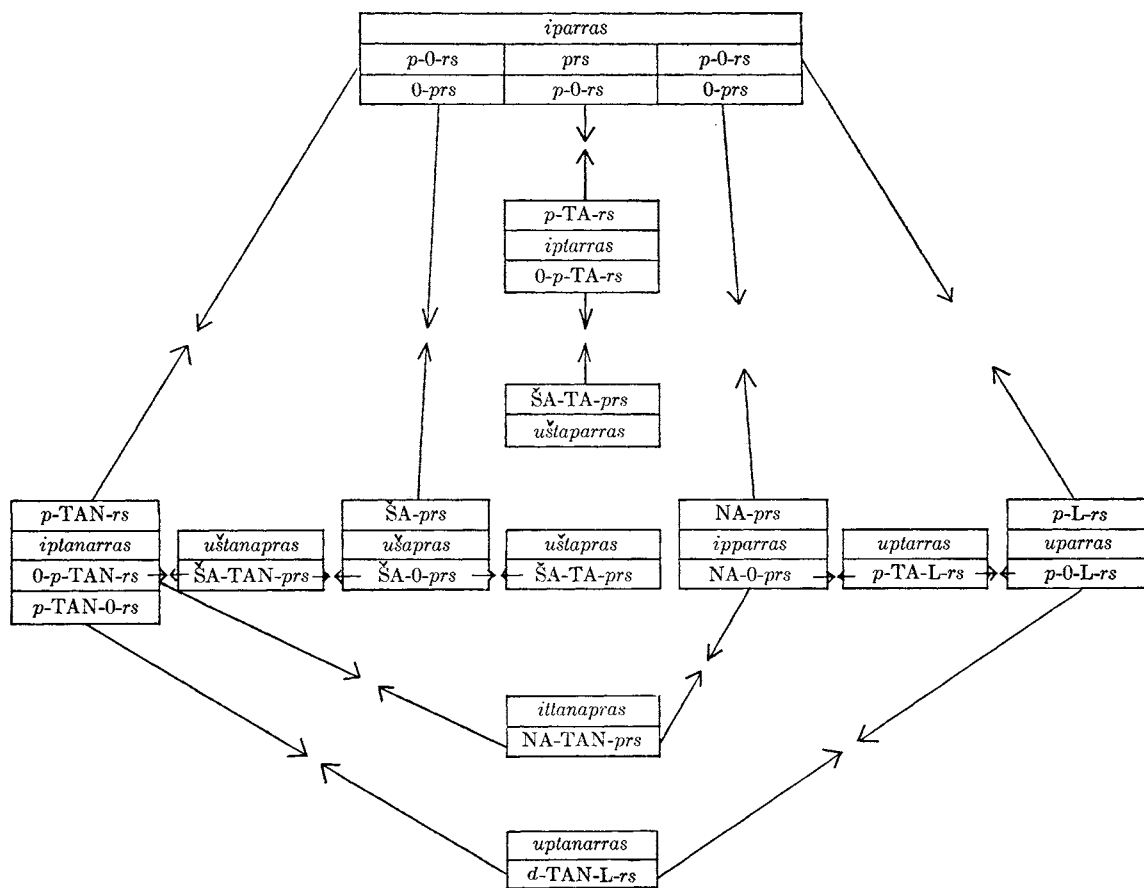 iparras
p-0-rs prs p-0-rs
0-prs p-0-rs 0-prs
p-TA-rs
iptarras
0-p-TA-rs
ŠA-TA-prs
uštaparras
p-TAN-rs ŠA-prs NA-prs p-L-rs
iptanarras uštanapras ušapras uštapras ipparras uptarras uparras
0-p-TAN-rs ŠA-TAN-prs ŠA-0-prs ŠA-TA-prs NA-0-prs p-TA-L-rs p-0-L-rs
p-TAN-0-rs
ittanapras
NA-TAN-prs
uptanarras
d-TAN-L-rs